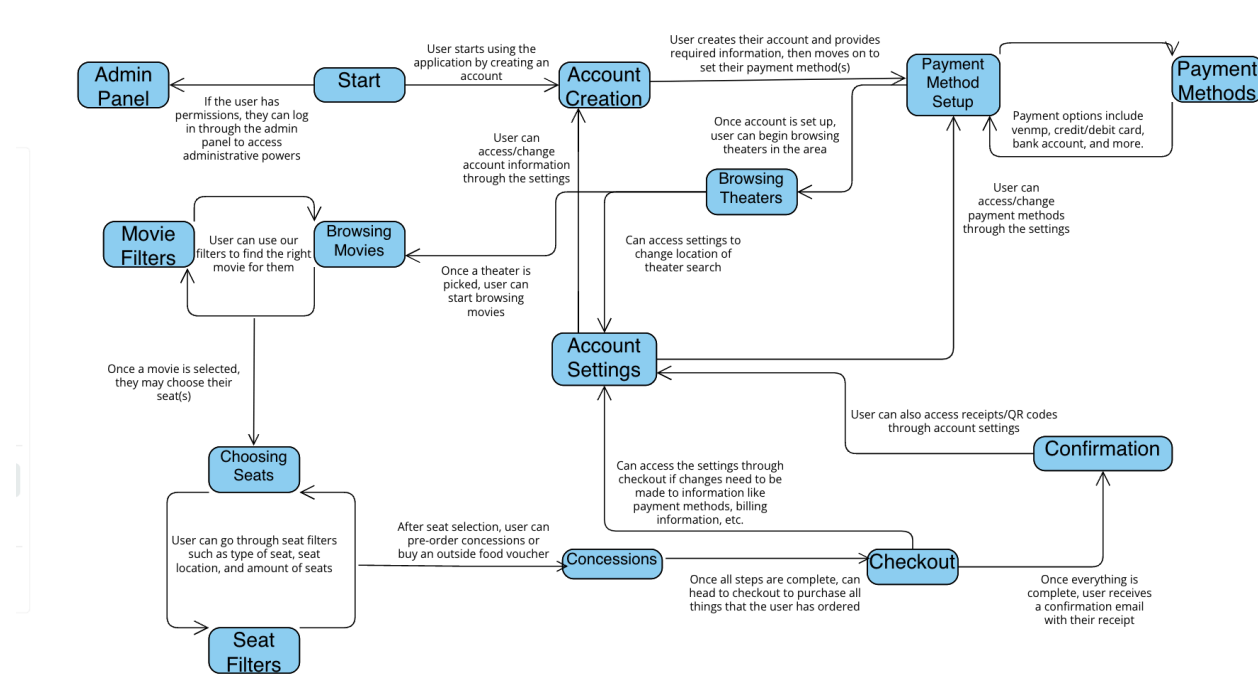 Admin
Panel
Start
User starts using the
application by creating an
account
Account
Creation
User creates their account and provides
required information, then moves on to
set their payment method(s)
Payment
Method
Setup
Payment
Methods
If the user has
permissions, they can log
in through the admin
panel to access
administrative powers
User can
access/change
account information
through the settings
Once account is set up,
user can begin browsing
theaters in the area
Payment options include
venmp, credit/debit card,
bank account, and more.
Browsing
Theaters
User can
access/change
payment methods
through the settings
Movie
Filters
User can use our
filters to find the right
movie for them
Browsing
Movies
Can access settings to
change location of
theater search
Once a theater is
picked, user can
start browsing
movies
Account
Settings
Once a movie is selected,
they may choose their
seat(s)
User can also access receipts/QR codes
through account settings
Confirmation
Choosing
Seats
Can access the settings through
checkout if changes need to be
made to information like
payment methods, billing
information, etc.
User can go through seat filters
such as type of seat, seat
location, and amount of seats
After seat selection, user can
pre-order concessions or
buy an outside food voucher
Concessions
Once all steps are complete, can
head to checkout to purchase all
things that the user has ordered
Checkout
Once everything is
complete, user receives
a confirmation email
with their receipt
Seat
Filters